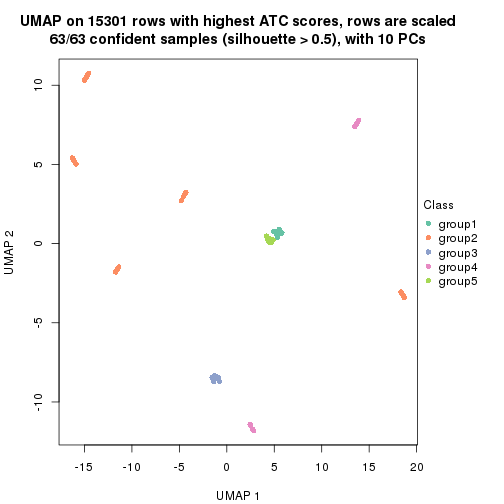 UMAP on 15301 rows with highest ATC scores, rows are scaled
63/63 confident samples (silhouette > 0.5), with 10 PCs
10
5
0
-5
-10
UMAP 2
Class
group1
group2
group3
group4
group5
-15 -10 -5 0 5 10 15 20
UMAP 1